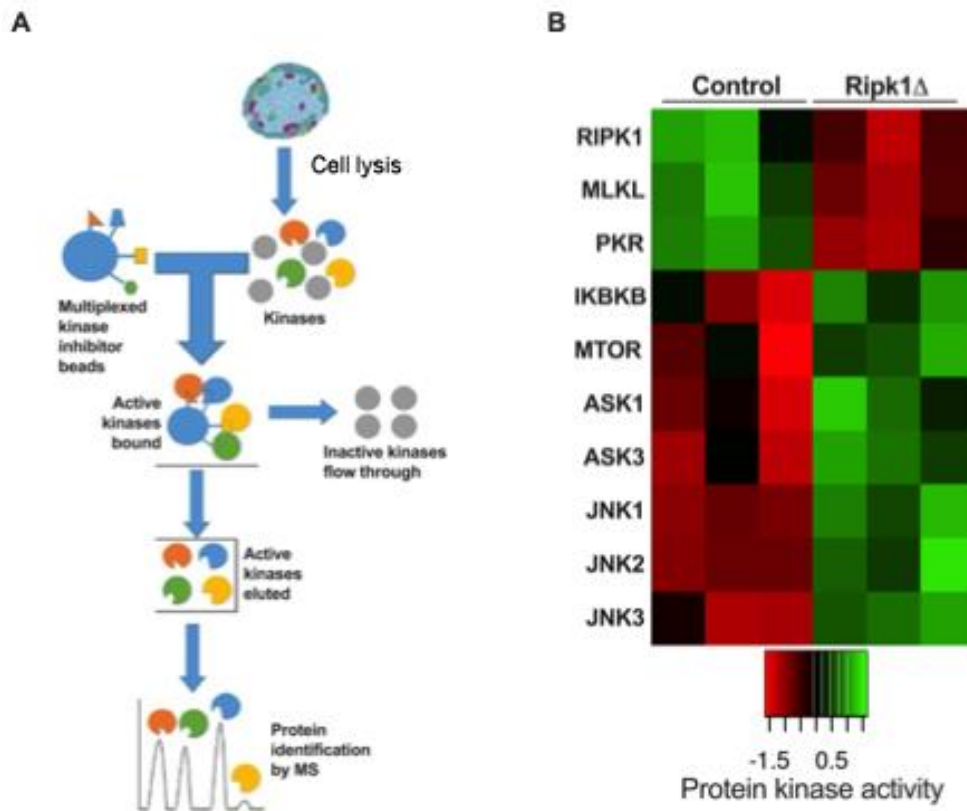 A
Cell lysis
Multiplexed
kinase
inhibitor
beads
Kinases
Active
kinases
bound
Inactive kinases
flow through
Active
kinases
eluted
Protein
identification
by MS
B
Control Ripk1Δ
RIPK1
MLKL
PKR
IKBKB
MTOR
ASK1
ASK3
JNK1
JNK2
JNK3
-1.5 0.5
Protein kinase activity